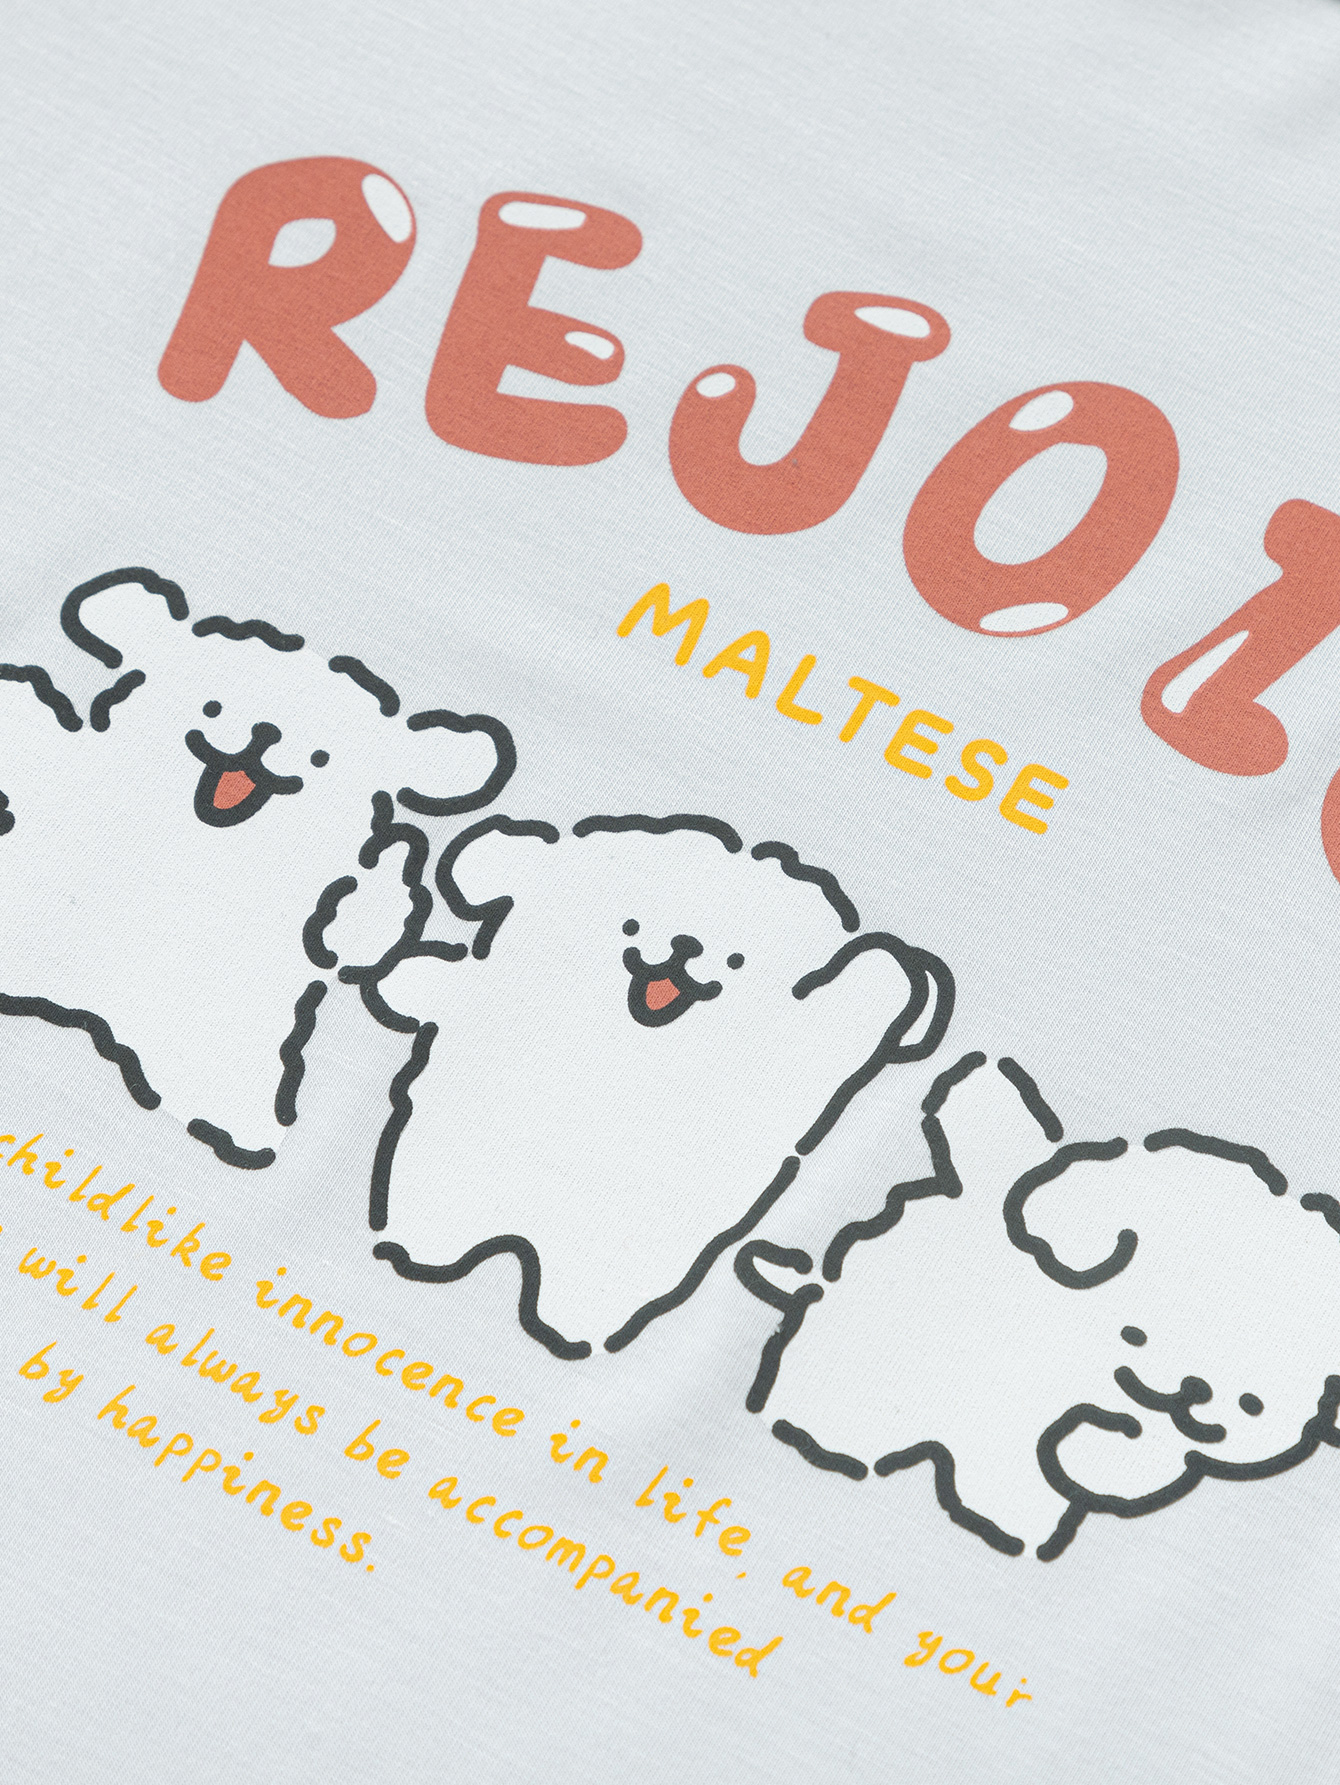 REJOI
MALTESE
childlike innocence in life, and your
will always be accompanied
by happiness.